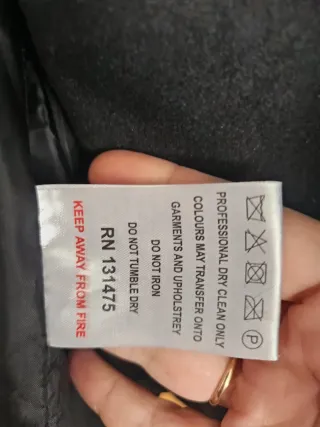 P
PROFESSIONAL DRY CLEAN ONLY
COLOURS MAY TRANSFER ONTO
GARMENTS AND UPHOLSTREY
DO NOT IRON
DO NOT TUMBLE DRY
RN 131475
KEEP AWAY FROM FIRE